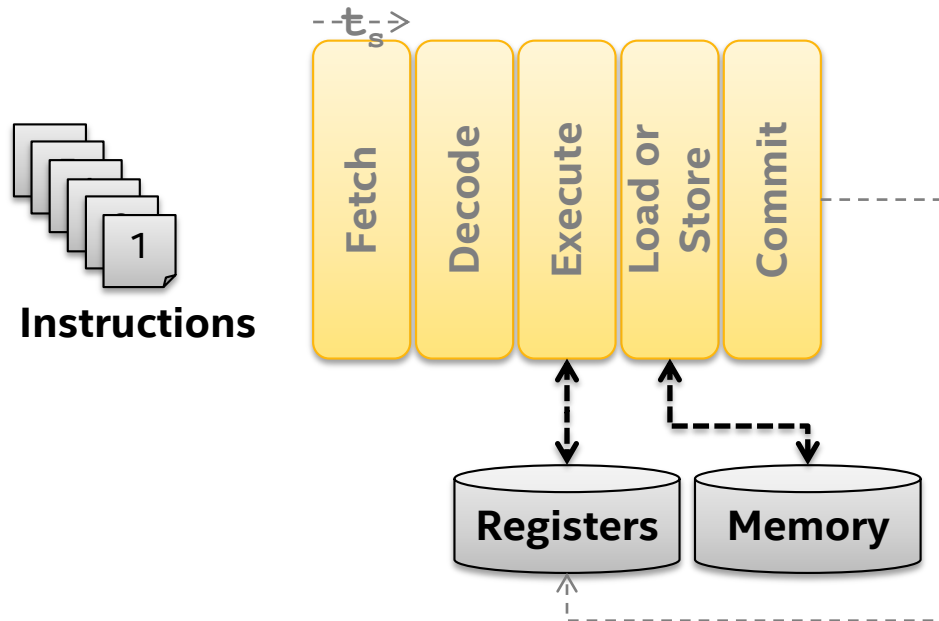 tₛ
Fetch
Decode
Execute
Load or
Store
Commit
1
Instructions
Registers
Memory